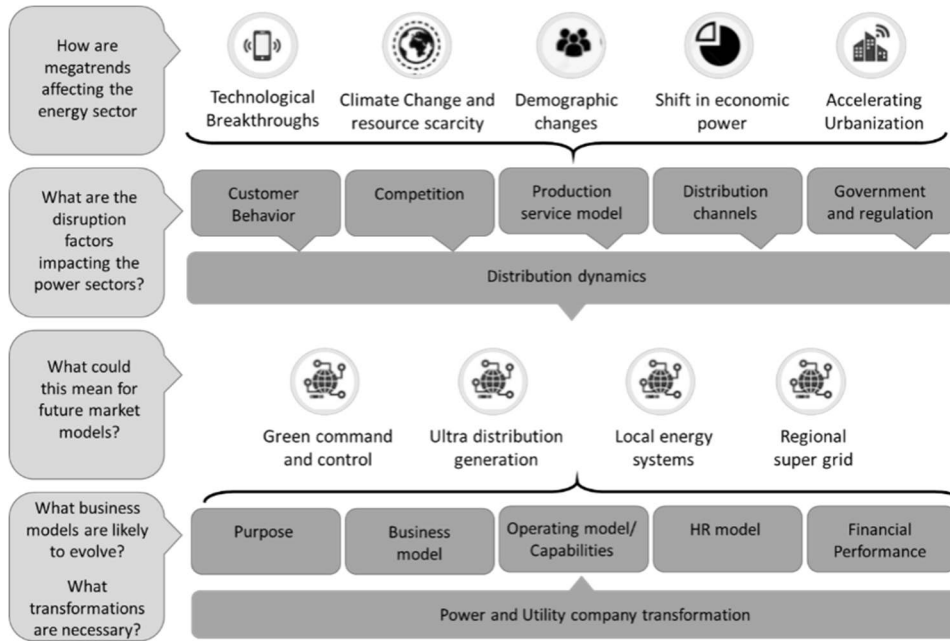 How are
megatrends
affecting the
energy sector
Technological
Breakthroughs
Climate Change and
resource scarcity
Demographic
changes
Shift in economic
power
Accelerating
Urbanization
What are the
disruption
factors
impacting the
power sectors?
Customer
Behavior
Competition
Production
service model
Distribution
channels
Government
and regulation
Distribution dynamics
What could
this mean for
future market
models?
Green command
and control
Ultra distribution
generation
Local energy
systems
Regional
super grid
What business
models are likely
to evolve?
What
transformations
are necessary?
Purpose
Business
model
Operating model/
Capabilities
HR model
Financial
Performance
Power and Utility company transformation